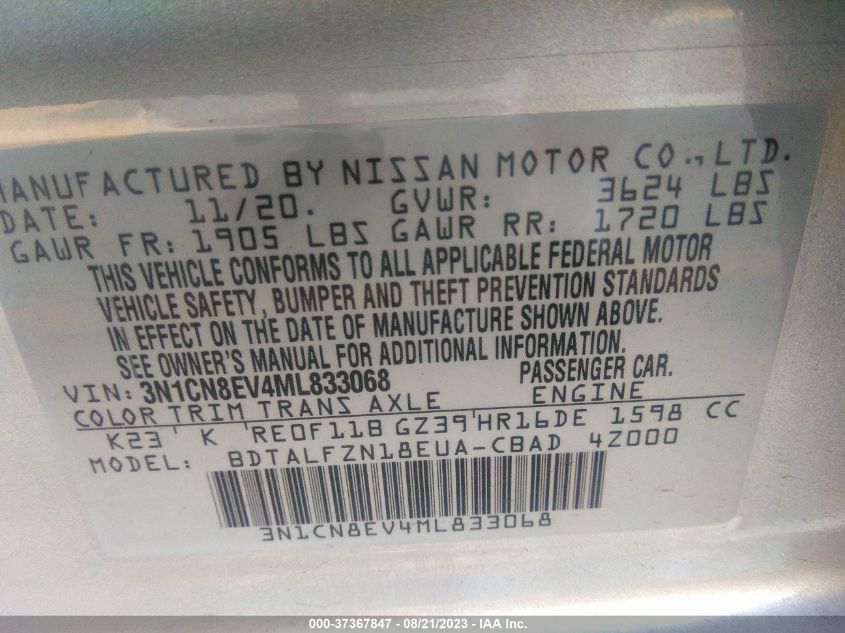 MANUFACTURED BY NISSAN MOTOR CO., LTD.
DATE: 11/20. GVWR: 3624 LBS
GAWR FR: 1905 LBS GAWR RR: 1720 LBS
THIS VEHICLE CONFORMS TO ALL APPLICABLE FEDERAL MOTOR
VEHICLE SAFETY, BUMPER AND THEFT PREVENTION STANDARDS
IN EFFECT ON THE DATE OF MANUFACTURE SHOWN ABOVE.
SEE OWNER'S MANUAL FOR ADDITIONAL INFORMATION.
VIN: 3N1CN8EV4ML833068 PASSENGER CAR.
COLOR TRIM TRANS AXLE ENGINE
K23 K RE0F11B GZ39 HR16DE 1598 CC
MODEL: BDTALFZN18EUA-CBAD 4Z000
3N1CN8EV4ML833068
000-37367847 - 08/21/2023 - IAA Inc.